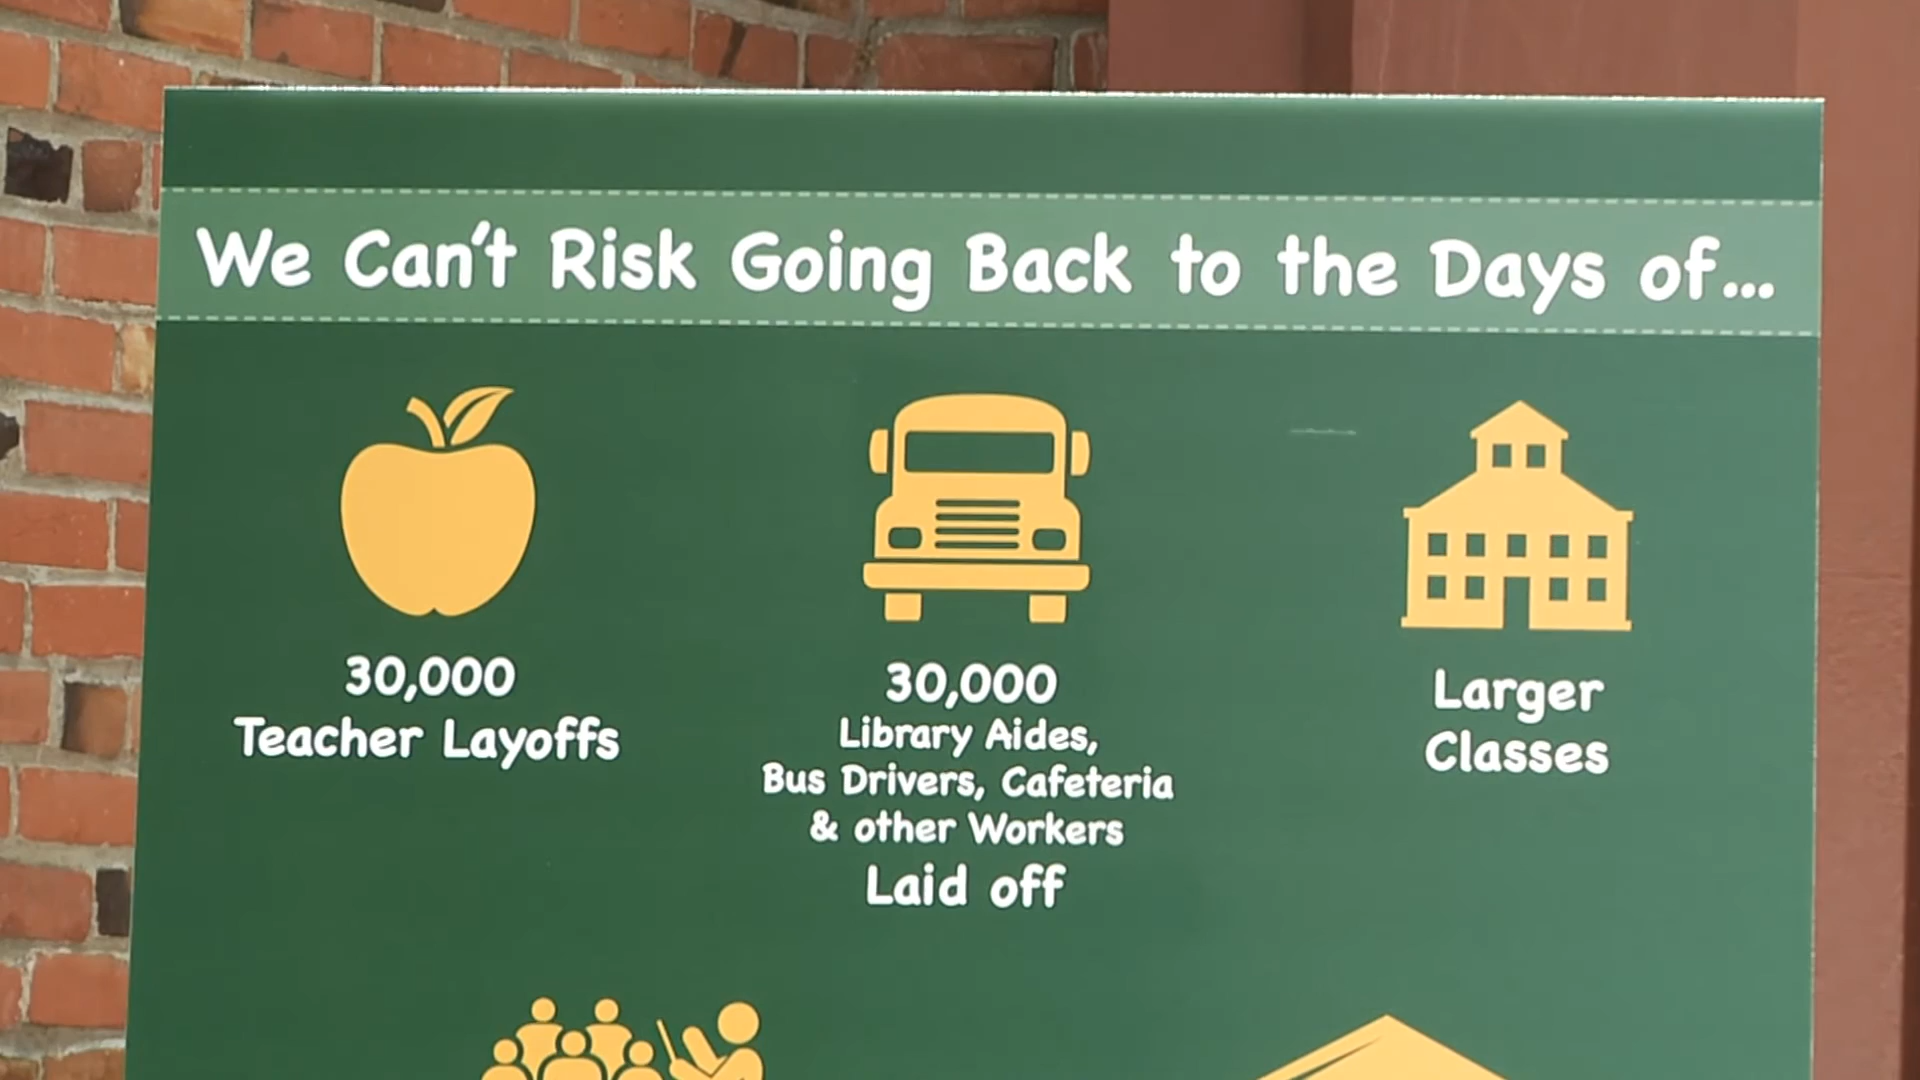 We Can't Risk Going Back to the Days of...
30,000
Teacher Layoffs
30,000
Library Aides,
Bus Drivers, Cafeteria
& other Workers
Laid off
Larger
Classes